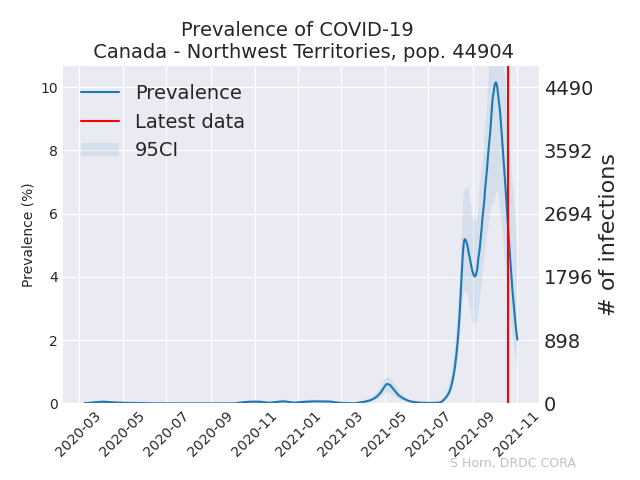 Prevalence of COVID-19
Canada - Northwest Territories, pop. 44904
Prevalence
Latest data
95CI
Prevalence (%)
10
8
6
4
2
0
4490
3592
2694
1796
898
0
# of infections
2020-03
2020-05
2020-07
2020-09
2020-11
2021-01
2021-03
2021-05
2021-07
2021-09
2021-11
S Horn, DRDC CORA